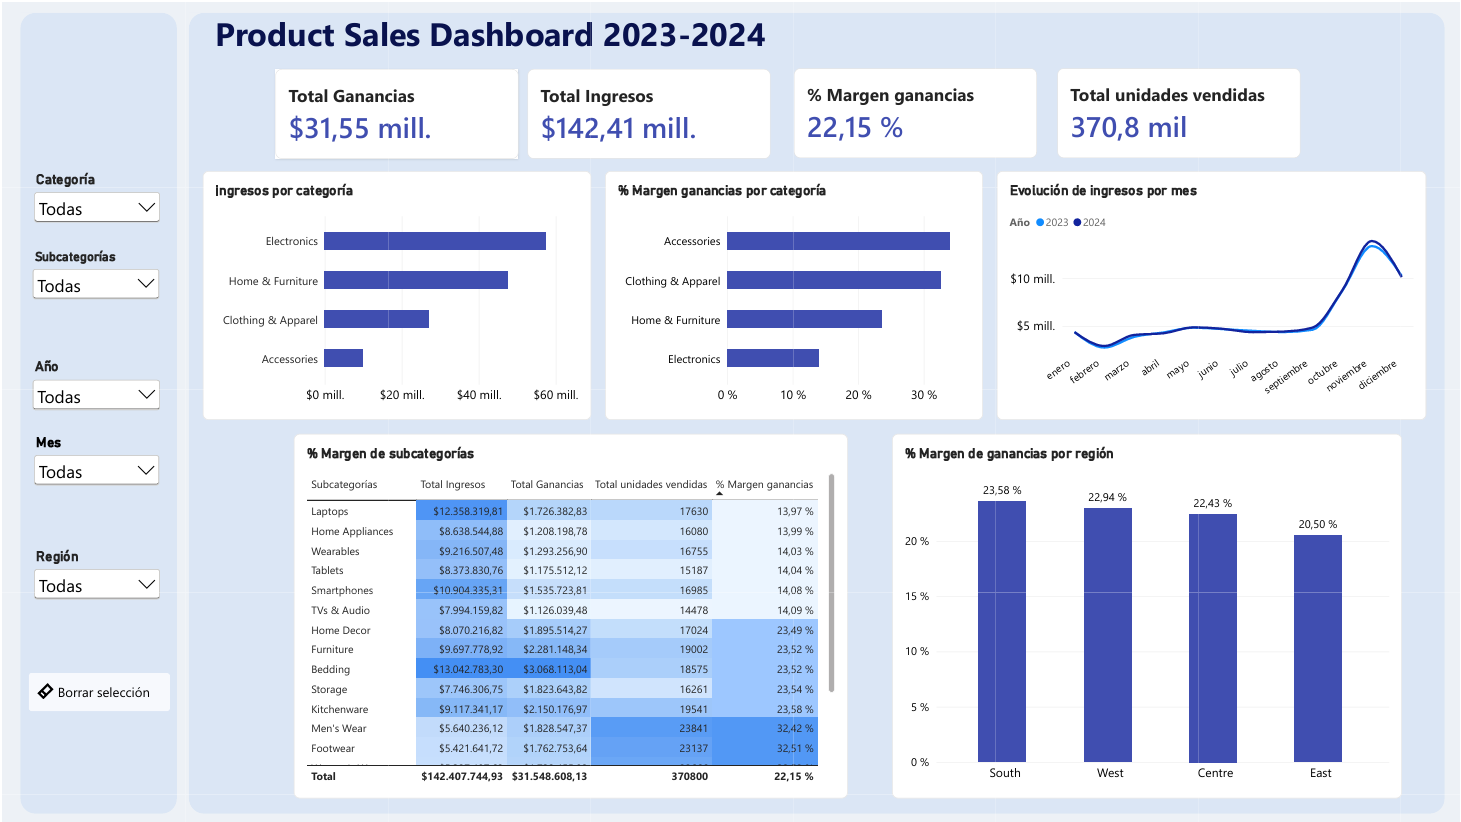 Product Sales Dashboard 2023-2024
Total Ganancias
$31,55 mill.
Total Ingresos
$142,41 mill.
% Margen ganancias
22,15 %
Total unidades vendidas
370,8 mil
Categoría
Todas
Subcategorías
Todas
Año
Todas
Mes
Todas
Región
Todas
Borrar selección
Ingresos por categoría
Electronics
Home & Furniture
Clothing & Apparel
Accessories
$0 mill. $20 mill. $40 mill. $60 mill.
% Margen ganancias por categoría
Accessories
Clothing & Apparel
Home & Furniture
Electronics
0 % 10 % 20 % 30 %
Evolución de ingresos por mes
Año 2023 2024
$10 mill.
$5 mill.
enero febrero marzo abril mayo junio julio agosto septiembre octubre noviembre diciembre
% Margen de subcategorías
Subcategorías Total Ingresos Total Ganancias Total unidades vendidas % Margen ganancias
Laptops $12.358.319,81 $1.726.382,83 17630 13,97 %
Home Appliances $8.638.544,88 $1.208.198,78 16080 13,99 %
Wearables $9.216.507,48 $1.293.256,90 16755 14,03 %
Tablets $8.373.830,76 $1.175.512,12 15187 14,04 %
Smartphones $10.904.335,31 $1.535.723,81 16985 14,08 %
TVs & Audio $7.994.159,82 $1.126.039,48 14478 14,09 %
Home Decor $8.070.216,82 $1.895.514,27 17024 23,49 %
Furniture $9.697.778,92 $2.281.148,34 19002 23,52 %
Bedding $13.042.783,30 $3.068.113,04 18575 23,52 %
Storage $7.746.306,75 $1.823.643,82 16261 23,54 %
Kitchenware $9.117.341,17 $2.150.176,97 19541 23,58 %
Men's Wear $5.640.236,12 $1.828.547,37 23841 32,42 %
Footwear $5.421.641,72 $1.762.753,64 23137 32,51 %
Total $142.407.744,93 $31.548.608,13 370800 22,15 %
% Margen de ganancias por región
23,58 % 22,94 % 22,43 % 20,50 %
20 %
15 %
10 %
5 %
0 %
South West Centre East